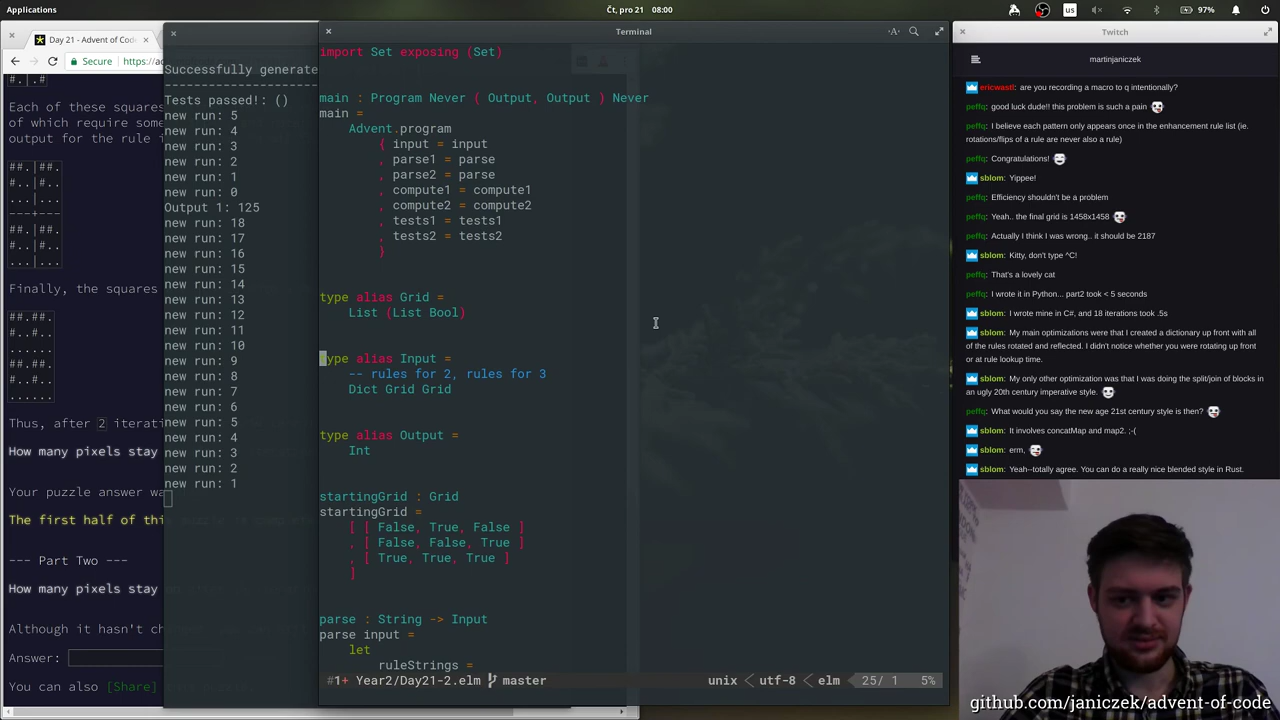 Applications
Čt, pro 21 08:00
us
97%
Day 21 - Advent of Code
Secure
https://ad
#.|.#
Each of these squares
of which require some
output for the rule i
##.|##.
#..|#..
...|...
---+---
##.|##.
#..|#..
...|...
Finally, the squares
##.##.
#..#..
......
##.##.
#..#..
......
Thus, after 2 iterati
How many pixels stay
Your puzzle answer wa
The first half of thi
--- Part Two ---
How many pixels stay
Although it hasn't ch
Answer:
You can also [Share]
Successfully generate
Tests passed!: ()
new run: 5
new run: 4
new run: 3
new run: 2
new run: 1
new run: 0
Output 1: 125
new run: 18
new run: 17
new run: 16
new run: 15
new run: 14
new run: 13
new run: 12
new run: 11
new run: 10
new run: 9
new run: 8
new run: 7
new run: 6
new run: 5
new run: 4
new run: 3
new run: 2
new run: 1
Terminal
import Set exposing (Set)
main : Program Never ( Output, Output ) Never
main =
Advent.program
{ input = input
, parse1 = parse
, parse2 = parse
, compute1 = compute1
, compute2 = compute2
, tests1 = tests1
, tests2 = tests2
}
type alias Grid =
List (List Bool)
type alias Input =
-- rules for 2, rules for 3
Dict Grid Grid
type alias Output =
Int
startingGrid : Grid
startingGrid =
[ [ False, True, False ]
, [ False, False, True ]
, [ True, True, True ]
]
parse : String -> Input
parse input =
let
ruleStrings =
#1+ Year2/Day21-2.elm master
unix < utf-8 < elm 25/ 1 5%
Twitch
martinjaniczek
ericwastl: are you recording a macro to q intentionally?
peffq: good luck dude!! this problem is such a pain
peffq: I believe each pattern only appears once in the enhancement rule list (ie.
rotations/flips of a rule are never also a rule)
peffq: Congratulations!
sblom: Yippee!
peffq: Efficiency shouldn't be a problem
peffq: Yeah.. the final grid is 1458x1458
peffq: Actually I think I was wrong.. it should be 2187
sblom: Kitty, don't type ^C!
peffq: That's a lovely cat
peffq: I wrote it in Python... part2 took < 5 seconds
sblom: I wrote mine in C#, and 18 iterations took .5s
sblom: My main optimizations were that I created a dictionary up front with all
of the rules rotated and reflected. I didn't notice whether you were rotating up front
or at rule lookup time.
sblom: My only other optimization was that I was doing the split/join of blocks in
an ugly 20th century imperative style.
peffq: What would you say the new age 21st century style is then?
sblom: It involves concatMap and map2. ;-(
sblom: erm,
sblom: Yeah--totally agree. You can do a really nice blended style in Rust.
github.com/janiczek/advent-of-code